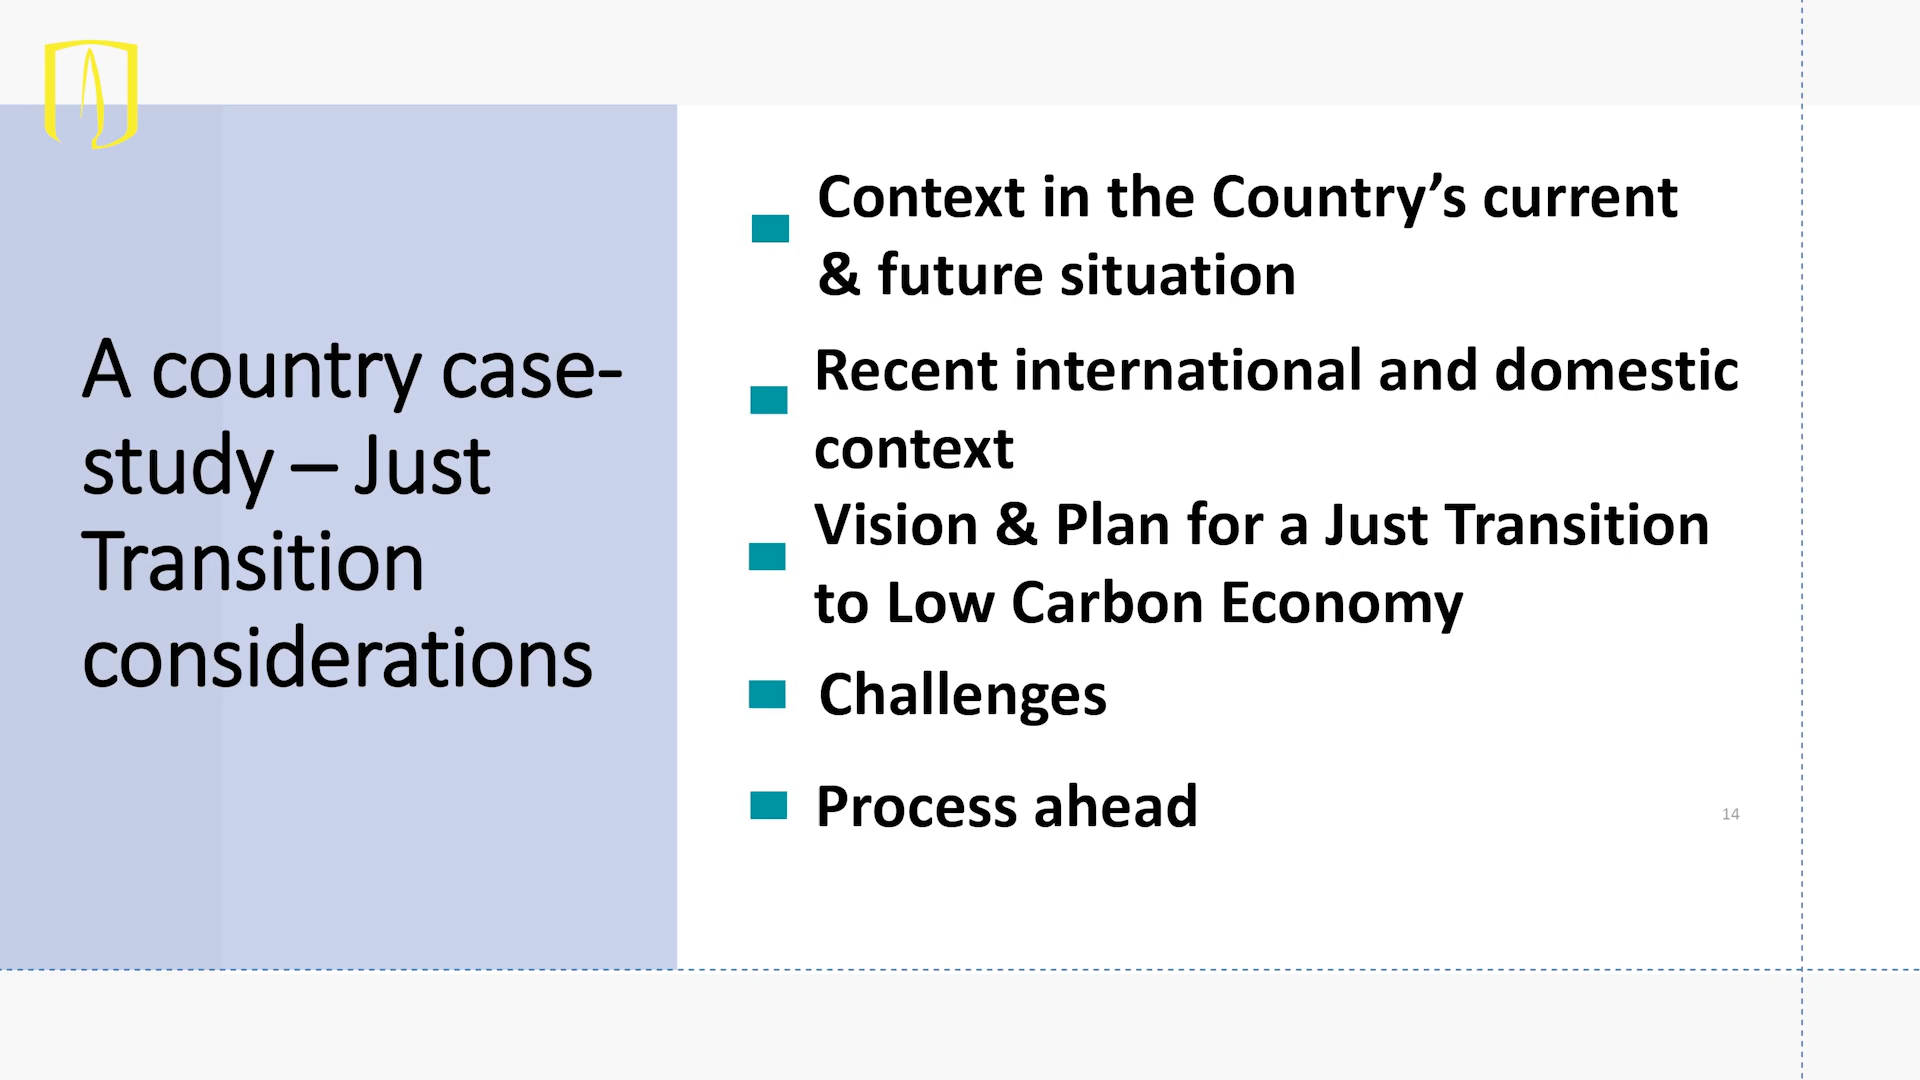 A country case-
study – Just
Transition
considerations
Context in the Country’s current
& future situation
Recent international and domestic
context
Vision & Plan for a Just Transition
to Low Carbon Economy
Challenges
Process ahead
14